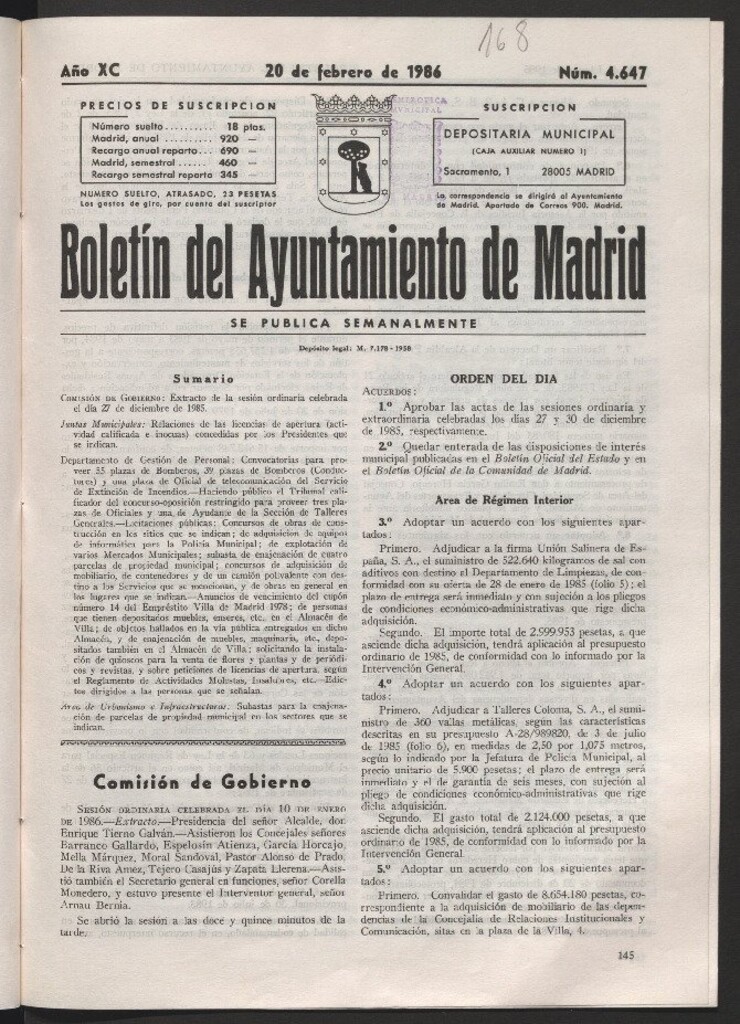 168
Año XC 20 de febrero de 1986 Núm. 4.647
PRECIOS DE SUSCRIPCION
Número suelto.......... 18 ptas.
Madrid, anual .......... 920 —
Recargo anual reparto... 690 —
Madrid, semestral ...... 460 —
Recargo semestral reparto 345 —
NUMERO SUELTO, ATRASADO, 23 PESETAS
Los gastos de giro, por cuenta del suscriptor
SUSCRIPCION
DEPOSITARIA MUNICIPAL
(CAJA AUXILIAR NUMERO 1)
Sacramento, 1 28005 MADRID
La correspondencia se dirigirá al Ayuntamiento
de Madrid. Apartado de Correos 900. Madrid.
Boletín del Ayuntamiento de Madrid
SE PUBLICA SEMANALMENTE
Depósito legal: M. 7.178 - 1958
Sumario
COMISIÓN DE GOBIERNO: Extracto de la sesión ordinaria celebrada
el día 27 de diciembre de 1985.
Juntas Municipales: Relaciones de las licencias de apertura (acti-
vidad calificada e inocuas) concedidas por los Presidentes que
se indican.
Departamento de Gestión de Personal: Convocatorias para pro-
veer 55 plazas de Bomberos, 39 plazas de Bomberos (Conduc-
tores) y una plaza de Oficial de telecomunicación del Servicio
de Extinción de Incendios.—Haciendo público el Tribunal cali-
ficador del concurso-oposición restringido para proveer tres pla-
zas de Oficiales y una de Ayudante de la Sección de Talleres
Generales.—Licitaciones públicas: Concursos de obras de cons-
trucción en los sitios que se indican; de adquisición de equipos
de informática para la Policía Municipal; de explotación de
varios Mercados Municipales; subasta de enajenación de cuatro
parcelas de propiedad municipal; concursos de adquisición de
mobiliario, de contenedores y de un camión polivalente con des-
tino a los Servicios que se mencionan, y de obras en general en
los lugares que se indican.—Anuncios de vencimiento del cupón
número 14 del Empréstito Villa de Madrid 1978; de personas
que tienen depositados muebles, enseres, etc. en el Almacén de
Villa; de objetos hallados en la vía pública entregados en dicho
Almacén, y de enajenación de muebles, maquinaria, etc., depo-
sitados también en el Almacén de Villa; solicitando la instala-
ción de quioscos para la venta de flores y plantas y de periódi-
cos y revistas, y sobre peticiones de licencias de apertura, según
el Reglamento de Actividades Molestas, Insalubres, etc.—Edic-
tos dirigidos a las personas que se señalan.
Area de Urbanismo e Infraestructuras: Subastas para la enajena-
ción de parcelas de propiedad municipal en los sectores que se
indican.
Comisión de Gobierno
SESIÓN ORDINARIA CELEBRADA EL DÍA 10 DE ENERO
DE 1986.—Extracto.—Presidencia del señor Alcalde, don
Enrique Tierno Galván.—Asistieron los Concejales señores
Barranco Gallardo, Espelosín Atienza, García Horcajo,
Mella Márquez, Moral Sandoval, Pastor Alonso de Prado,
De la Riva Amez, Tejero Casajús y Zapata Llerena.—Asis-
tió también el Secretario general en funciones, señor Corella
Monedero, y estuvo presente el Interventor general, señor
Arnau Bernia.
Se abrió la sesión a las doce y quince minutos de la
tarde.
ORDEN DEL DIA
ACUERDOS:
1.º Aprobar las actas de las sesiones ordinaria y
extraordinaria celebradas los días 27 y 30 de diciembre
de 1985, respectivamente.
2.º Quedar enterada de las disposiciones de interés
municipal publicadas en el Boletín Oficial del Estado y en
el Boletín Oficial de la Comunidad de Madrid.
Area de Régimen Interior
3.º Adoptar un acuerdo con los siguientes apar-
tados:
Primero. Adjudicar a la firma Unión Salinera de Es-
paña, S. A., el suministro de 522.640 kilogramos de sal con
aditivos con destino el Departamento de Limpiezas, de con-
formidad con su oferta de 28 de enero de 1985 (folio 5); el
plazo de entrega será inmediato y con sujeción a los pliegos
de condiciones económico-administrativas que rige dicha
adquisición.
Segundo. El importe total de 2.999.953 pesetas, a que
asciende dicha adquisición, tendrá aplicación al presupuesto
ordinario de 1985, de conformidad con lo informado por la
Intervención General.
4.º Adoptar un acuerdo con los siguientes apar-
tados:
Primero. Adjudicar a Talleres Coloma, S. A., el sumi-
nistro de 360 vallas metálicas, según las características
descritas en su presupuesto A-28/989820, de 3 de julio
de 1985 (folio 6), en medidas de 2,50 por 1,075 metros,
según lo indicado por la Jefatura de Policía Municipal, al
precio unitario de 5.900 pesetas; el plazo de entrega será
inmediato y el de garantía de seis meses, con sujeción al
pliego de condiciones económico-administrativas que rige
dicha adquisición.
Segundo. El gasto total de 2.124.000 pesetas, a que
asciende dicha adquisición, tendrá aplicación al presupuesto
ordinario de 1985, de conformidad con lo informado por la
Intervención General.
5.º Adoptar un acuerdo con los siguientes apar-
tados:
Primero. Convalidar el gasto de 8.654.180 pesetas, co-
rrespondiente a la adquisición de mobiliario de las depen-
dencias de la Concejalía de Relaciones Institucionales y
Comunicación, sitas en la plaza de la Villa, 4.
145